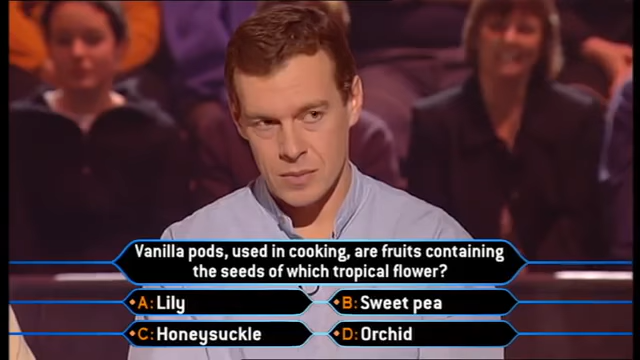 Vanilla pods, used in cooking, are fruits containing
the seeds of which tropical flower?
A: Lily
B: Sweet pea
C: Honeysuckle
D: Orchid